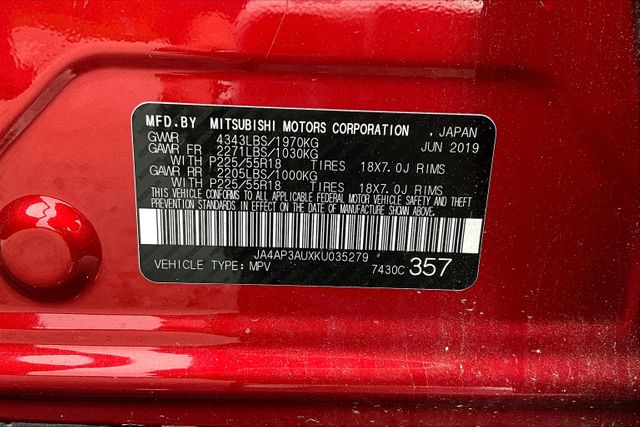 MFD.BY MITSUBISHI MOTORS CORPORATION , JAPAN
GWWR 4343LBS/1970KG JUN 2019
GAWR FR 2271LBS/1030KG
WITH P225/55R18 TIRES 18X7.0J RIMS
GAWR RR 2205LBS/1000KG
WITH P225/55R18 TIRES 18X7.0J RIMS
THIS VEHICLE CONFORMS TO ALL APPLICABLE FEDERAL MOTOR VEHICLE SAFETY, BUMPER AND THEFT
PREVENTION STANDARDS IN EFFECT ON THE DATE OF MANUFACTURE SHOWN ABOVE.
JA4AP3AUXKU035279
VEHICLE TYPE: MPV 7430C 357